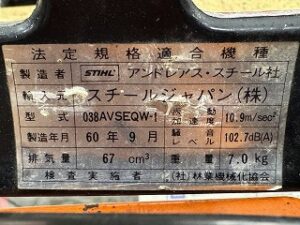 法定規格適合機種
製造者 STIHL アンドレアス・スチール社
輸入元 スチールジャパン(株)
型式 038AVSEQW-1 振動加速度 10.9m/sec²
製造年月 60年9月 騒音レベル 102.7dB(A)
排気量 67 cm³ 重量 7.0kg
検査実施者 (社)林業機械化協会